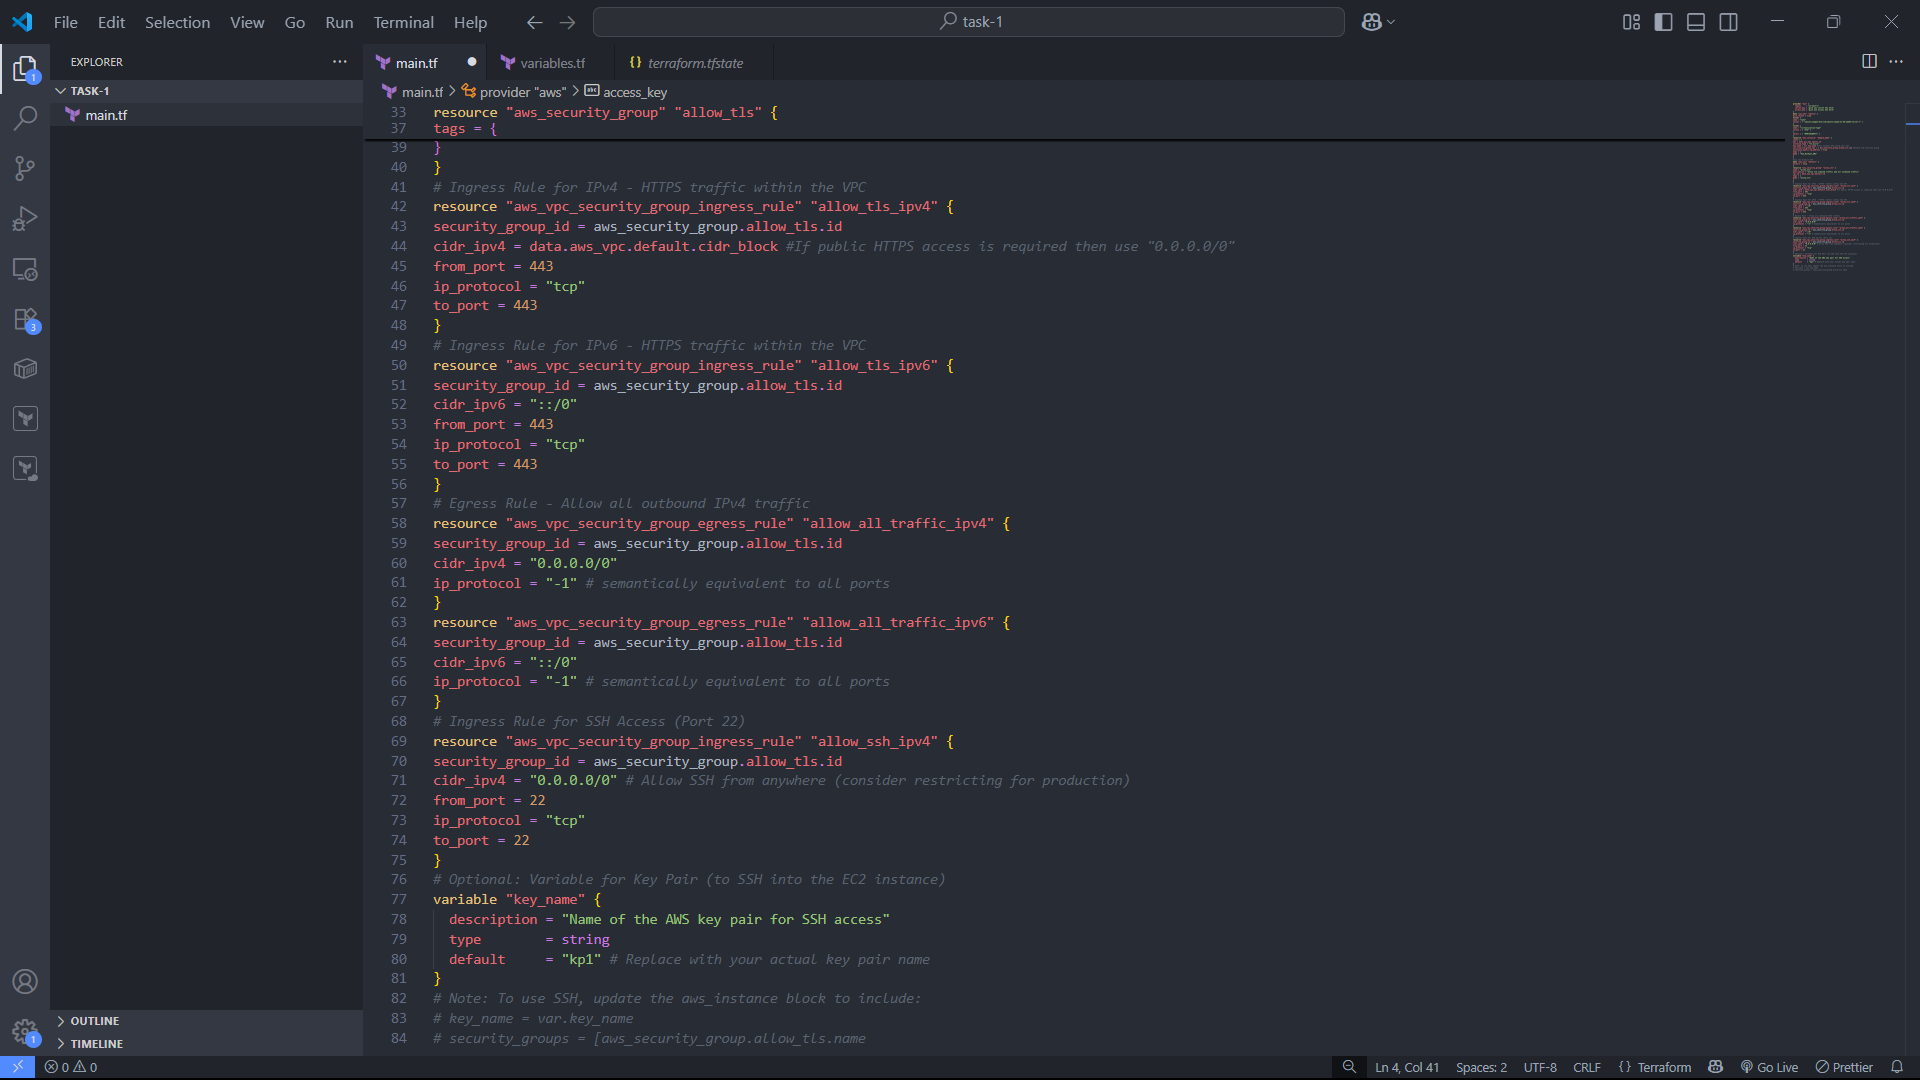 File Edit Selection View Go Run Terminal Help
task-1
EXPLORER
TASK-1
main.tf
main.tf
variables.tf
terraform.tfstate
main.tf > provider "aws" > access_key
33 resource "aws_security_group" "allow_tls" {
37 tags = {
39 }
40 }
41 # Ingress Rule for IPv4 - HTTPS traffic within the VPC
42 resource "aws_vpc_security_group_ingress_rule" "allow_tls_ipv4" {
43 security_group_id = aws_security_group.allow_tls.id
44 cidr_ipv4 = data.aws_vpc.default.cidr_block #If public HTTPS access is required then use "0.0.0.0/0"
45 from_port = 443
46 ip_protocol = "tcp"
47 to_port = 443
48 }
49 # Ingress Rule for IPv6 - HTTPS traffic within the VPC
50 resource "aws_vpc_security_group_ingress_rule" "allow_tls_ipv6" {
51 security_group_id = aws_security_group.allow_tls.id
52 cidr_ipv6 = "::/0"
53 from_port = 443
54 ip_protocol = "tcp"
55 to_port = 443
56 }
57 # Egress Rule - Allow all outbound IPv4 traffic
58 resource "aws_vpc_security_group_egress_rule" "allow_all_traffic_ipv4" {
59 security_group_id = aws_security_group.allow_tls.id
60 cidr_ipv4 = "0.0.0.0/0"
61 ip_protocol = "-1" # semantically equivalent to all ports
62 }
63 resource "aws_vpc_security_group_egress_rule" "allow_all_traffic_ipv6" {
64 security_group_id = aws_security_group.allow_tls.id
65 cidr_ipv6 = "::/0"
66 ip_protocol = "-1" # semantically equivalent to all ports
67 }
68 # Ingress Rule for SSH Access (Port 22)
69 resource "aws_vpc_security_group_ingress_rule" "allow_ssh_ipv4" {
70 security_group_id = aws_security_group.allow_tls.id
71 cidr_ipv4 = "0.0.0.0/0" # Allow SSH from anywhere (consider restricting for production)
72 from_port = 22
73 ip_protocol = "tcp"
74 to_port = 22
75 }
76 # Optional: Variable for Key Pair (to SSH into the EC2 instance)
77 variable "key_name" {
78 description = "Name of the AWS key pair for SSH access"
79 type = string
80 default = "kp1" # Replace with your actual key pair name
81 }
82 # Note: To use SSH, update the aws_instance block to include:
83 # key_name = var.key_name
84 # security_groups = [aws_security_group.allow_tls.name
1
3
1
OUTLINE
TIMELINE
0 0
Ln 4, Col 41 Spaces: 2 UTF-8 CRLF {} Terraform Go Live Prettier